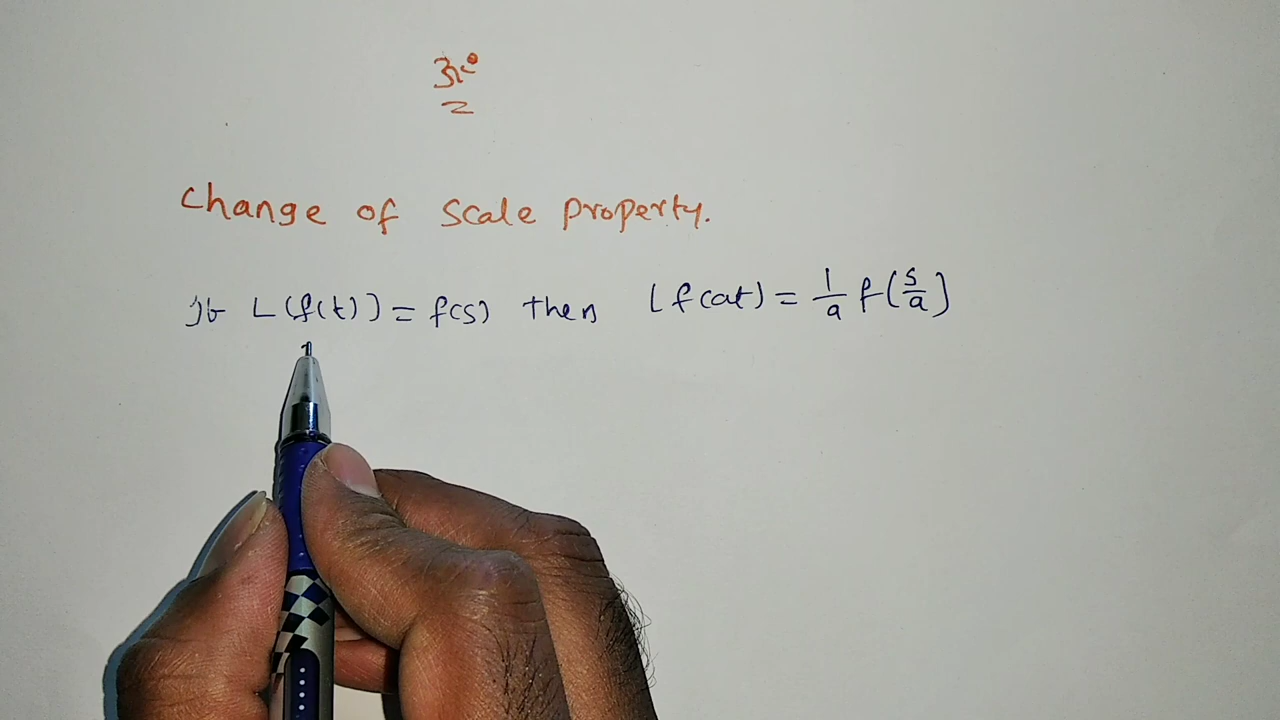 ஃ
Change of scale property.
If L(f(t)) = f(s) then L f(at) = 1/a f(s/a)